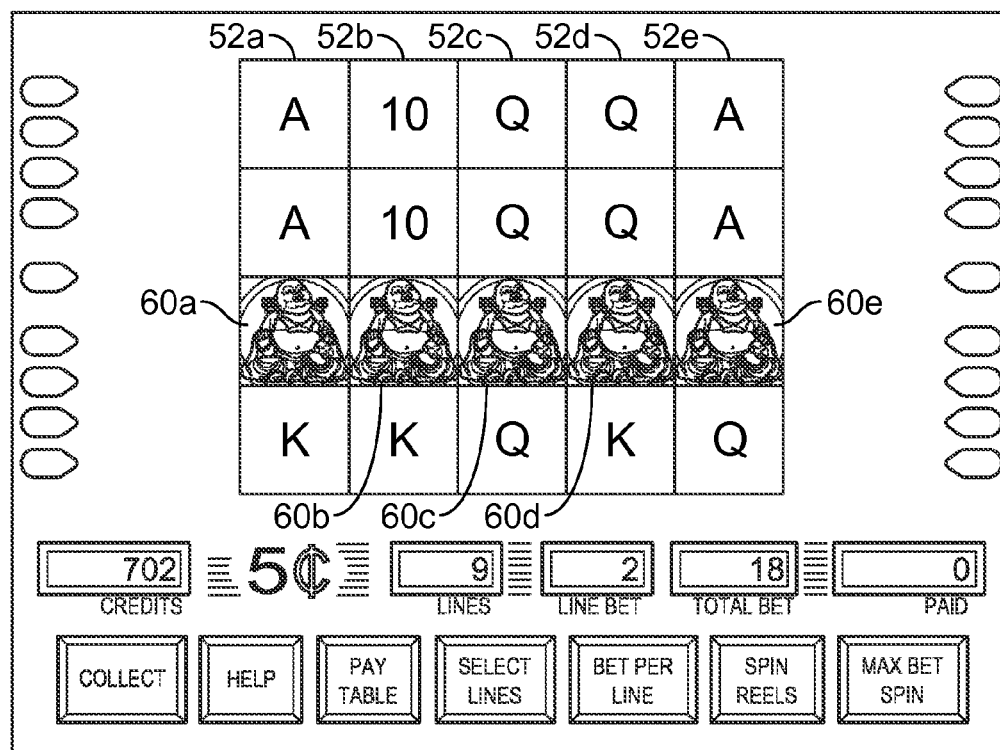 52a 52b 52c 52d 52e
A 10 Q Q A
A 10 Q Q A
60a 60e
K K Q K Q
60b 60c 60d
702 5¢ 9 2 18 0
CREDITS LINES LINE BET TOTAL BET PAID
COLLECT HELP PAY TABLE SELECT LINES BET PER LINE SPIN REELS MAX BET SPIN